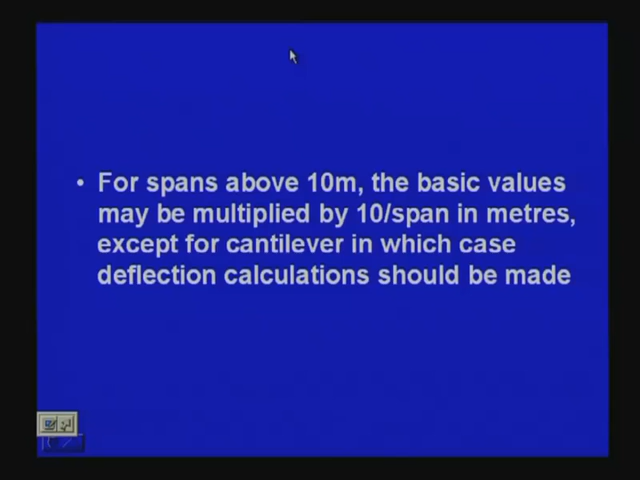 • For spans above 10m, the basic values
may be multiplied by 10/span in metres,
except for cantilever in which case
deflection calculations should be made